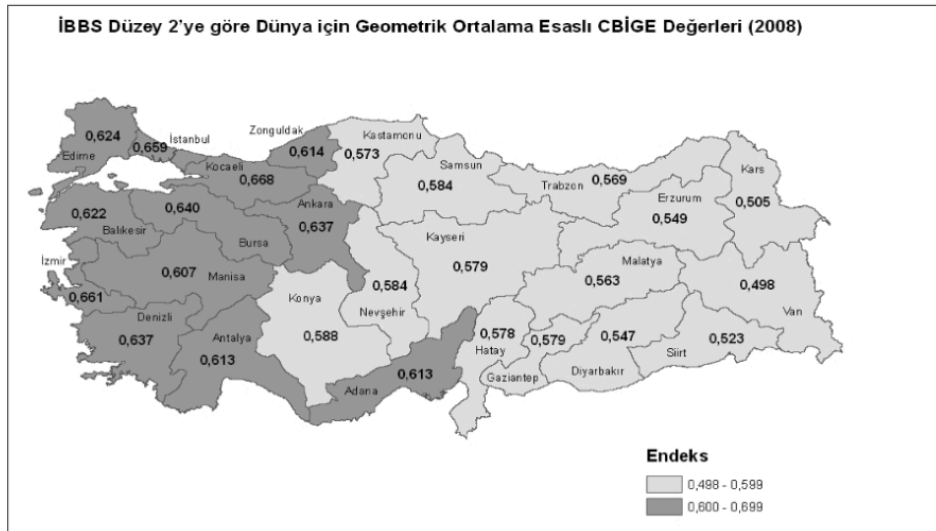 İBBS Düzey 2'ye göre Dünya için Geometrik Ortalama Esaslı CBİGE Değerleri (2008)
Zonguldak
Kastamonu
0,624
İstanbul
0,659
0,614
0,573
Edirne
Kocaeli
0,668
Samsun
0,584
Trabzon
0,569
Kars
0,505
Erzurum
0,549
0,622
Balıkesir
0,640
Bursa
Ankara
0,637
Kayseri
0,579
Malatya
0,563
İzmir
0,661
0,607
Manisa
0,584
Nevşehir
0,498
Van
Denizli
0,637
Antalya
0,613
Konya
0,588
0,578
Hatay
0,579
Gaziantep
0,547
Diyarbakır
0,523
Siirt
Adana
0,613
Endeks
0,498 - 0,599
0,600 - 0,699